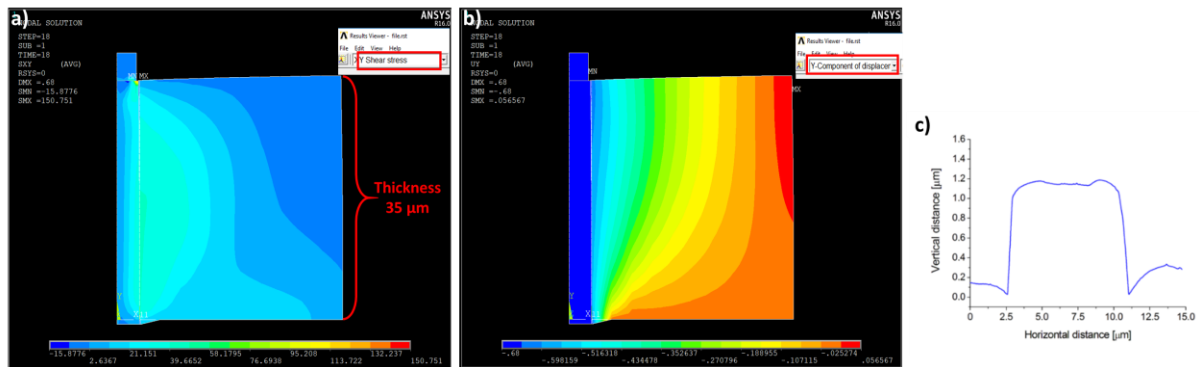 a)
NODAL SOLUTION
STEP=18
SUB =1
TIME=18
SXY (AVG)
RSYS=0
DMX =.68
SMN =-15.8776
SMX =150.751
ANSYS
R16.0
Results Viewer - file.rst
File Edit View Help
XY Shear stress
MN MX
Thickness
35 μm
Y
-15.8776
2.6367
21.151
39.6652
58.1795
76.6938
95.208
113.722
132.237
150.751
b)
NODAL SOLUTION
STEP=18
SUB =1
TIME=18
UY (AVG)
RSYS=0
DMX =.68
SMN =-.68
SMX =.056567
ANSYS
R16.0
Results Viewer - file.rst
File Edit View Help
Y-Component of displacer
MN
MX
Y
-.68
-.598159
-.516318
-.434478
-.352637
-.270796
-.188955
-.107115
-.025274
.056567
c)
1.6
1.4
1.2
1.0
0.8
0.6
0.4
0.2
0.0
Vertical distance [μm]
0 2.5 5.0 7.5 10.0 12.5 15.0
Horizontal distance [μm]